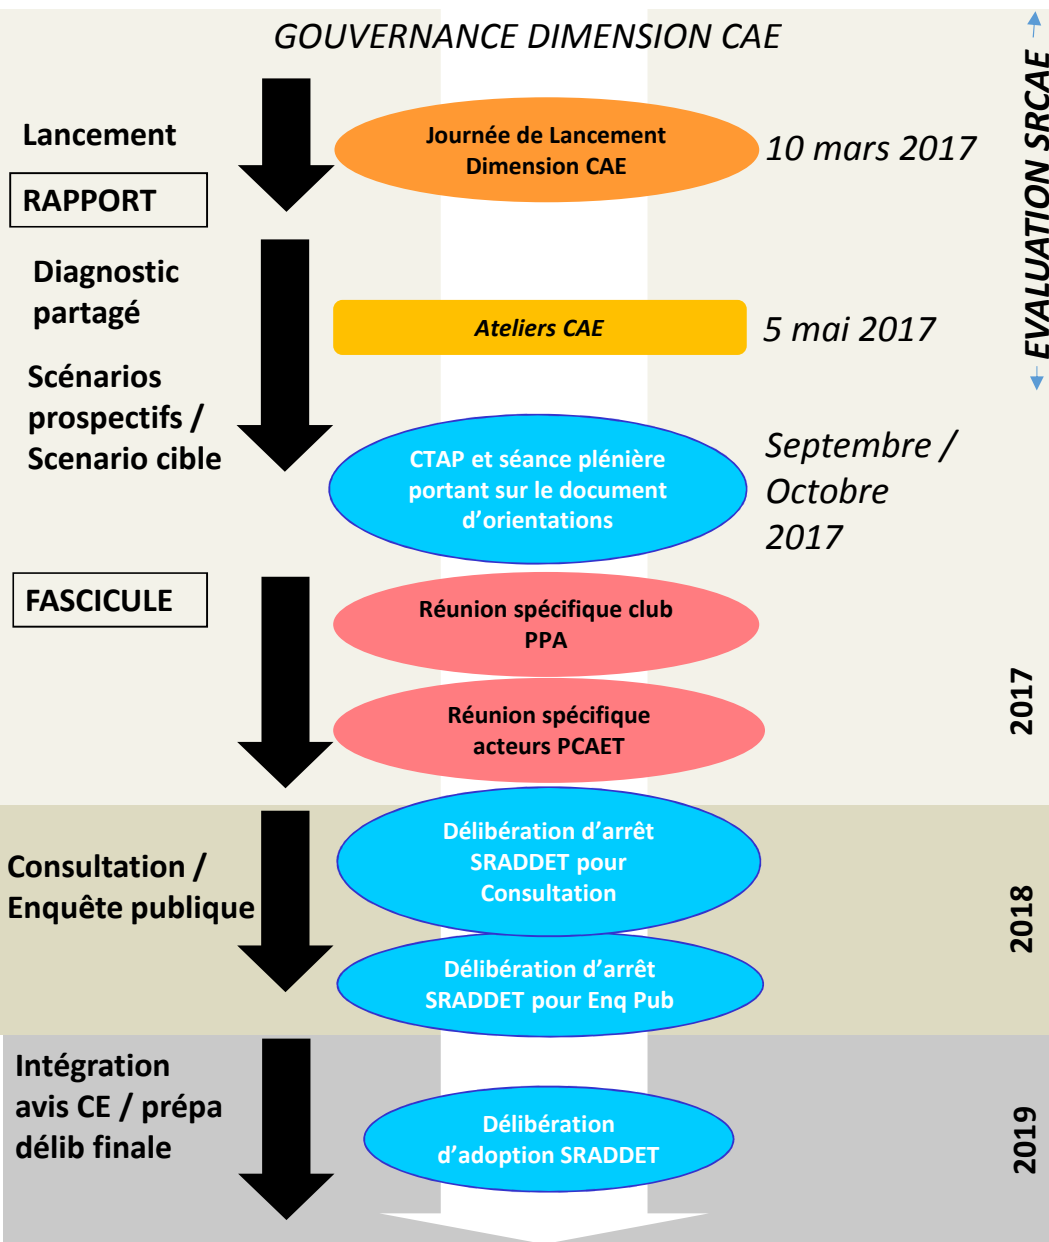 GOUVERNANCE DIMENSION CAE
EVALUATION SRCAE
Lancement
Journée de Lancement
Dimension CAE
10 mars 2017
RAPPORT
Diagnostic
partagé
Ateliers CAE
5 mai 2017
Scénarios
prospectifs /
Scenario cible
CTAP et séance plénière
portant sur le document
d’orientations
Septembre /
Octobre
2017
FASCICULE
Réunion spécifique club
PPA
Réunion spécifique
acteurs PCAET
2017
Consultation /
Enquête publique
Délibération d’arrêt
SRADDET pour
Consultation
Délibération d’arrêt
SRADDET pour Enq Pub
2018
Intégration
avis CE / prépa
délib finale
Délibération
d’adoption SRADDET
2019